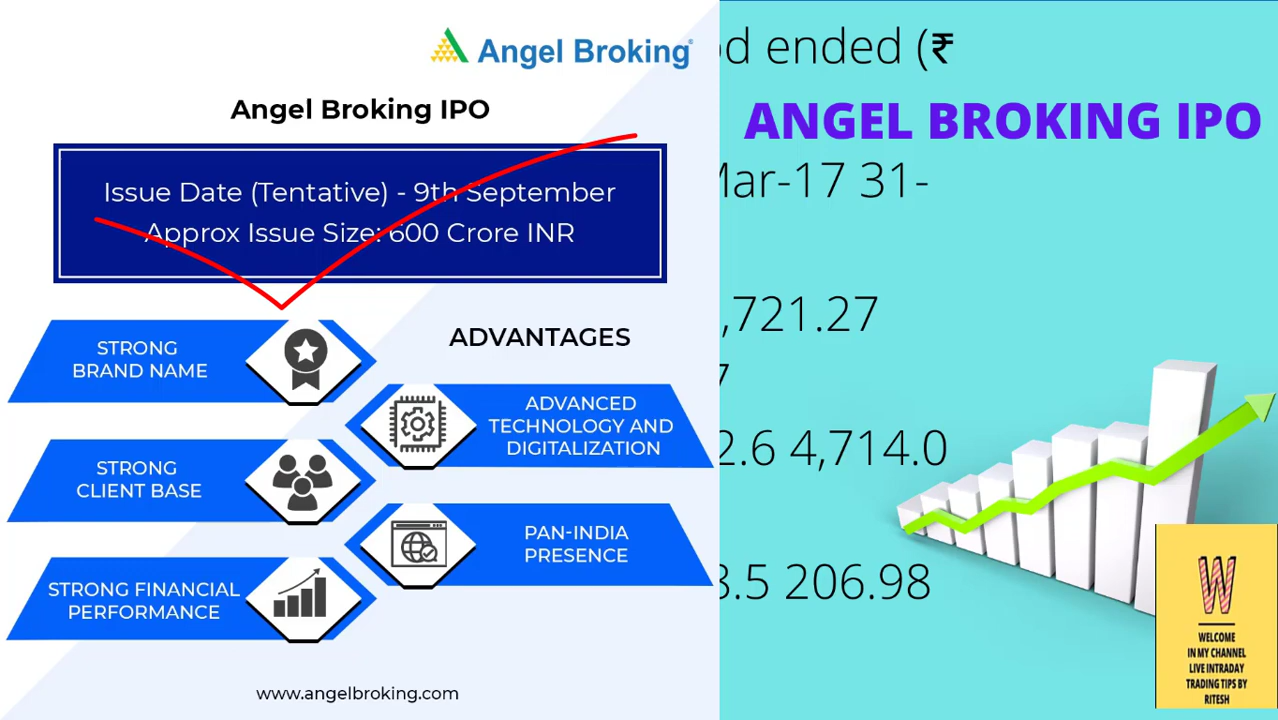 Angel Broking
Angel Broking IPO
Issue Date (Tentative) - 9th September
Approx Issue Size: 600 Crore INR
ADVANTAGES
STRONG
BRAND NAME
ADVANCED
TECHNOLOGY AND
DIGITALIZATION
STRONG
CLIENT BASE
PAN-INDIA
PRESENCE
STRONG FINANCIAL
PERFORMANCE
www.angelbroking.com
ended (₹
ANGEL BROKING IPO
Mar-17 31-
,721.27
2.6 4,714.0
8.5 206.98
W
WELCOME
IN MY CHANNEL
LIVE INTRADAY
TRADING TIPS BY
RITESH